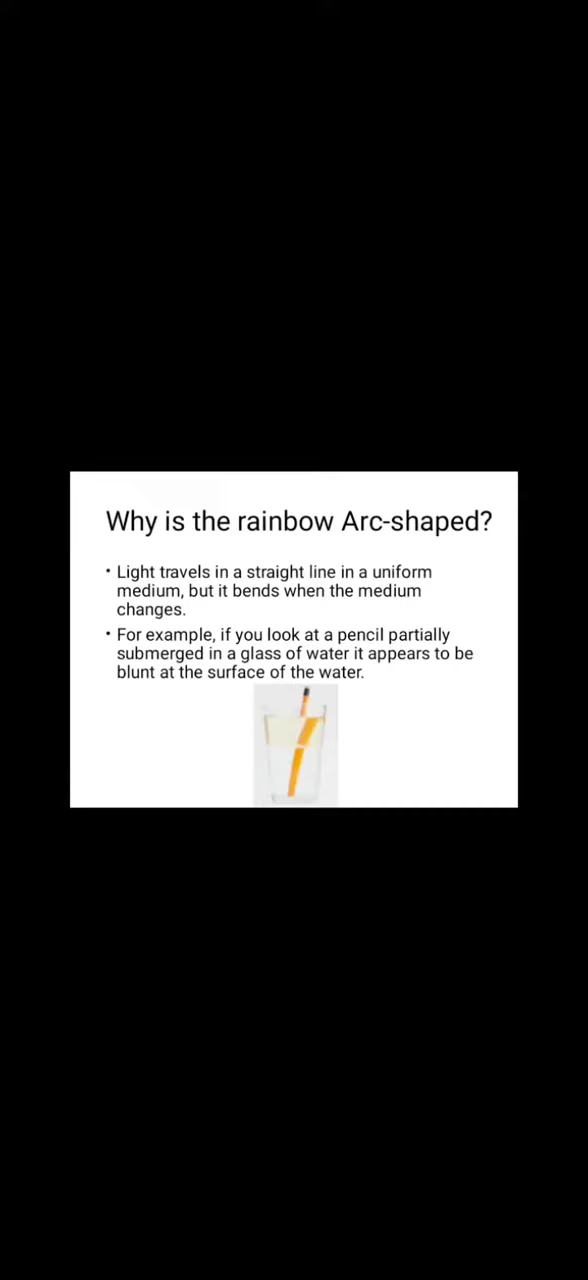 Why is the rainbow Arc-shaped?
• Light travels in a straight line in a uniform
medium, but it bends when the medium
changes.
• For example, if you look at a pencil partially
submerged in a glass of water it appears to be
blunt at the surface of the water.